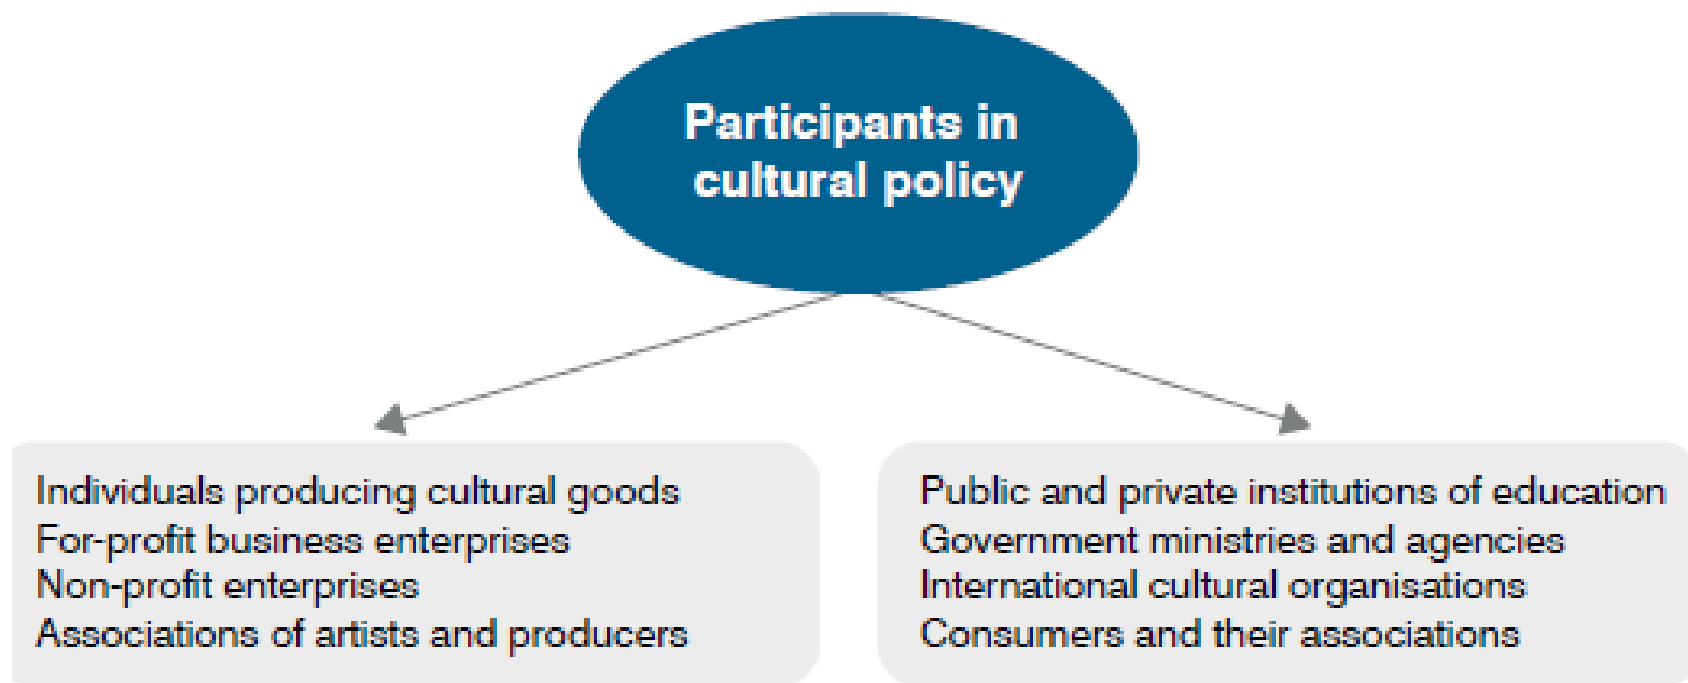 Participants in
cultural policy
Individuals producing cultural goods
For-profit business enterprises
Non-profit enterprises
Associations of artists and producers
Public and private institutions of education
Government ministries and agencies
International cultural organisations
Consumers and their associations